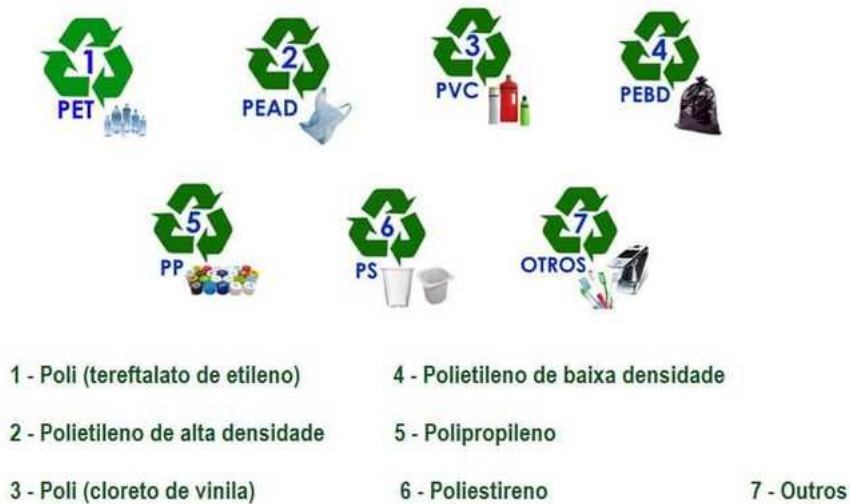 1
PET
2
PEAD
3
PVC
4
PEBD
5
PP
6
PS
7
OTROS
1 - Poli (tereftalato de etileno)
4 - Polietileno de baixa densidade
2 - Polietileno de alta densidade
5 - Polipropileno
3 - Poli (cloreto de vinila)
6 - Poliestireno
7 - Outros